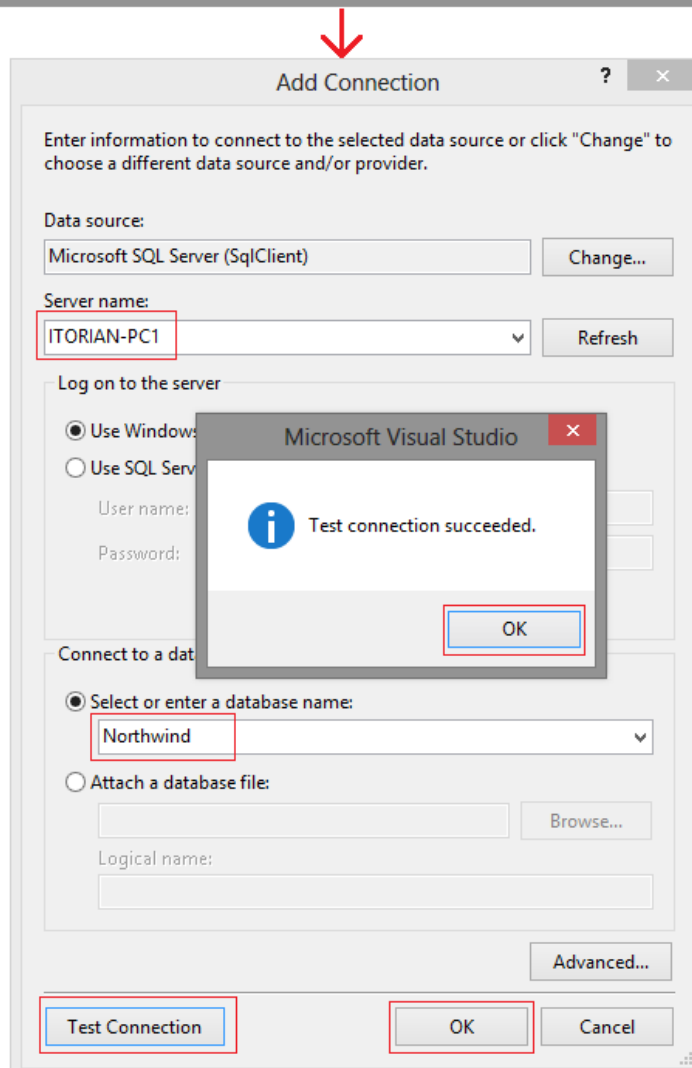 Add Connection
?
Enter information to connect to the selected data source or click "Change" to
choose a different data source and/or provider.
Data source:
Microsoft SQL Server (SqlClient)
Change...
Server name:
ITORIAN-PC1
Refresh
Log on to the server
Use Windows
Use SQL Serv
User name:
Password:
Microsoft Visual Studio
Test connection succeeded.
OK
Connect to a dat
Select or enter a database name:
Northwind
Attach a database file:
Browse...
Logical name:
Advanced...
Test Connection
OK
Cancel